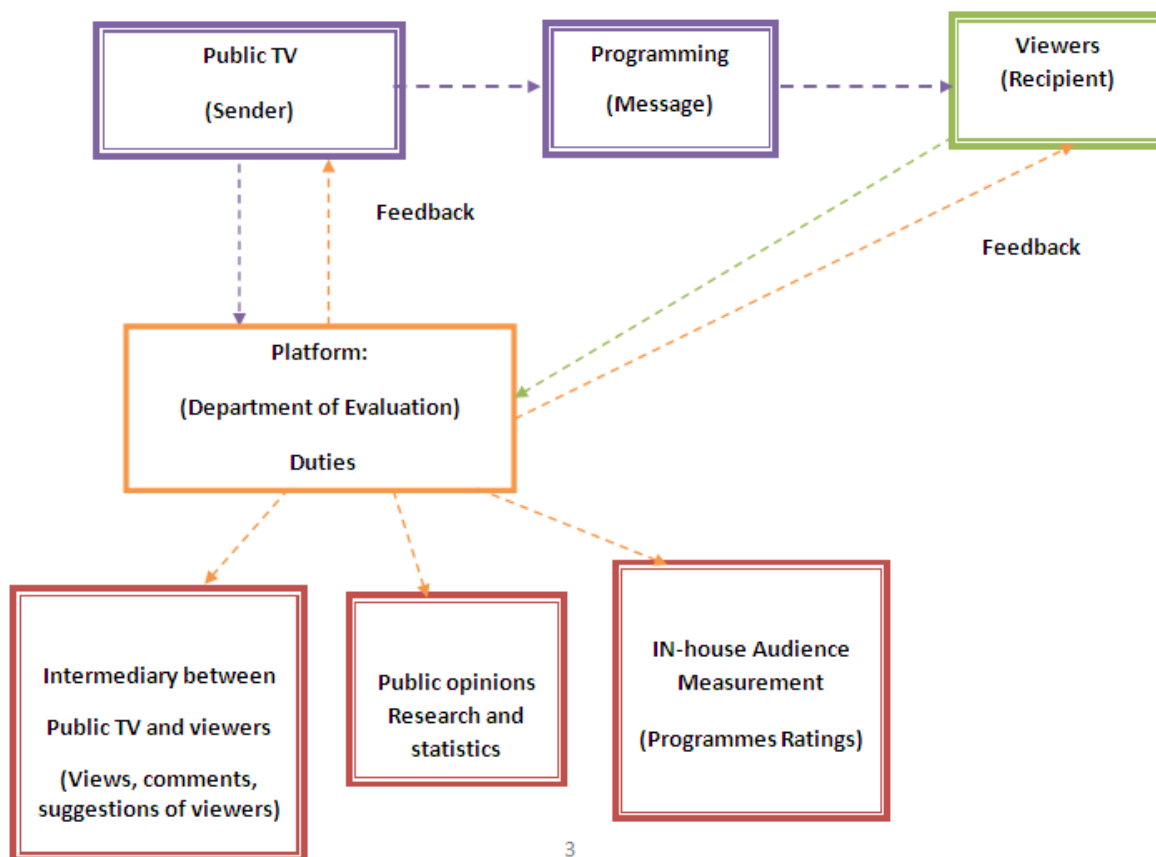 Public TV
(Sender)
Programming
(Message)
Viewers
(Recipient)
Feedback
Feedback
Platform:
(Department of Evaluation)
Duties
Intermediary between
Public TV and viewers
(Views, comments,
suggestions of viewers)
Public opinions
Research and
statistics
IN-house Audience
Measurement
(Programmes Ratings)
3